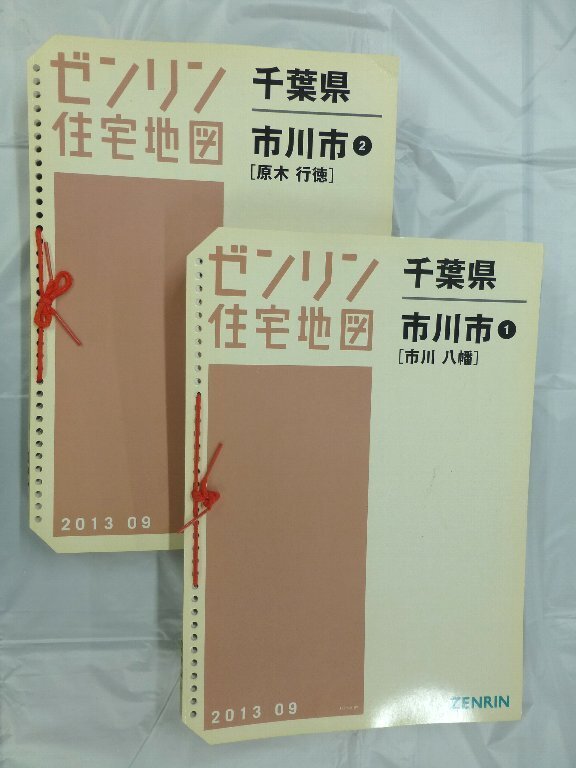 ゼンリン
住宅地図
千葉県
市川市❷
[原木 行徳]
2013 09
ゼンリン
住宅地図
千葉県
市川市❶
[市川 八幡]
2013 09
ZENRIN